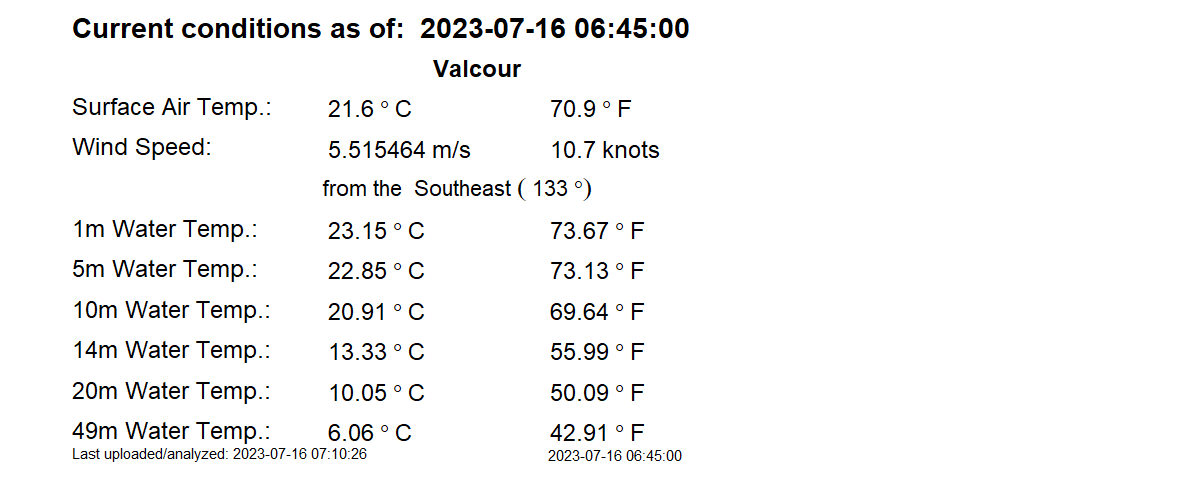 Current conditions as of: 2023-07-16 06:45:00
Valcour
Surface Air Temp.: 21.6 ° C 70.9 ° F
Wind Speed: 5.515464 m/s 10.7 knots
from the Southeast ( 133 °)
1m Water Temp.: 23.15 ° C 73.67 ° F
5m Water Temp.: 22.85 ° C 73.13 ° F
10m Water Temp.: 20.91 ° C 69.64 ° F
14m Water Temp.: 13.33 ° C 55.99 ° F
20m Water Temp.: 10.05 ° C 50.09 ° F
49m Water Temp.: 6.06 ° C 42.91 ° F
Last uploaded/analyzed: 2023-07-16 07:10:26 2023-07-16 06:45:00